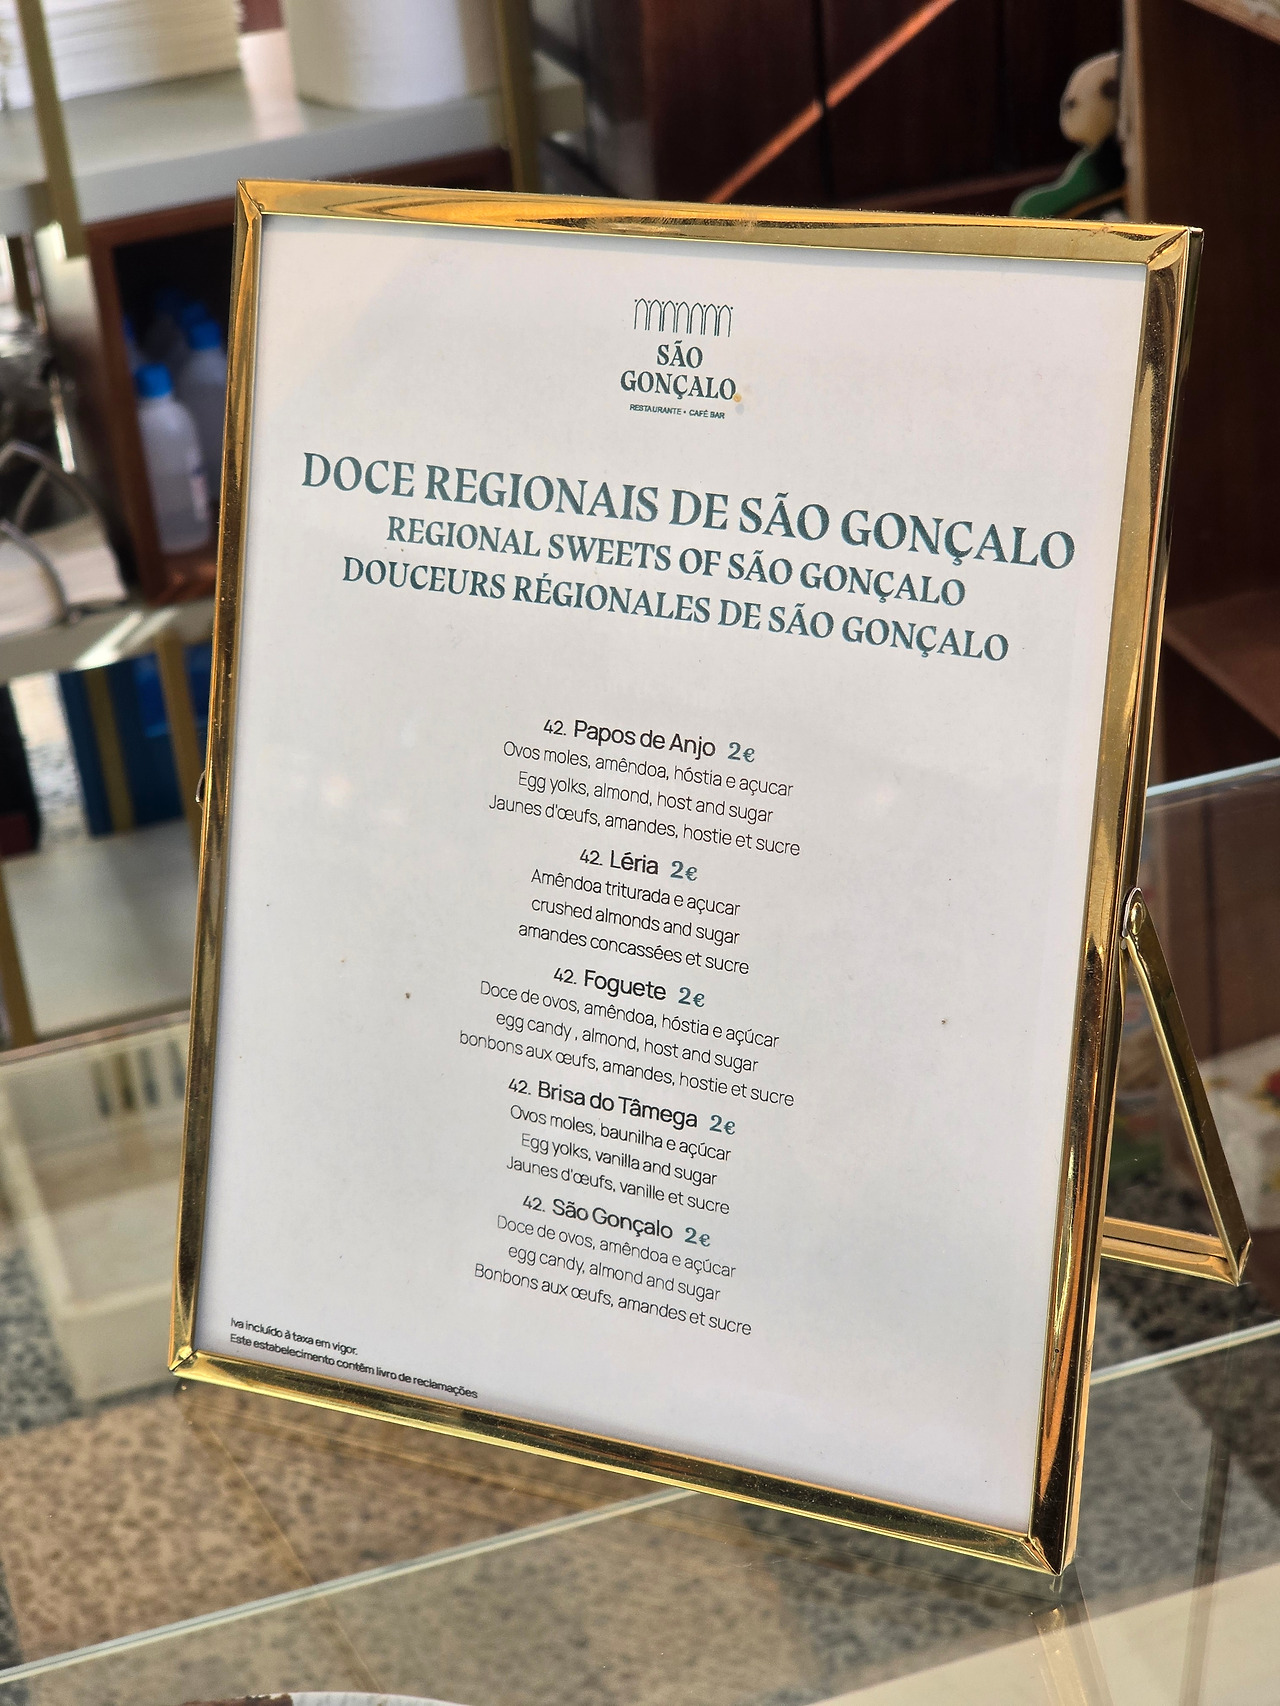 SÃO
GONÇALO
RESTAURANTE • CAFÉ BAR
DOCE REGIONAIS DE SÃO GONÇALO
REGIONAL SWEETS OF SÃO GONÇALO
DOUCEURS RÉGIONALES DE SÃO GONÇALO
42. Papos de Anjo 2€
Ovos moles, amêndoa, hóstia e açucar
Egg yolks, almond, host and sugar
Jaunes d'œufs, amandes, hostie et sucre
42. Léria 2€
Amêndoa triturada e açucar
crushed almonds and sugar
amandes concassées et sucre
42. Foguete 2€
Doce de ovos, amêndoa, hóstia e açúcar
egg candy , almond, host and sugar
bonbons aux œufs, amandes, hostie et sucre
42. Brisa do Tâmega 2€
Ovos moles, baunilha e açúcar
Egg yolks, vanilla and sugar
Jaunes d'œufs, vanille et sucre
42. São Gonçalo 2€
Doce de ovos, amêndoa e açúcar
egg candy, almond and sugar
Bonbons aux œufs, amandes et sucre
Iva incluído à taxa em vigor.
Este estabelecimento contêm livro de reclamações